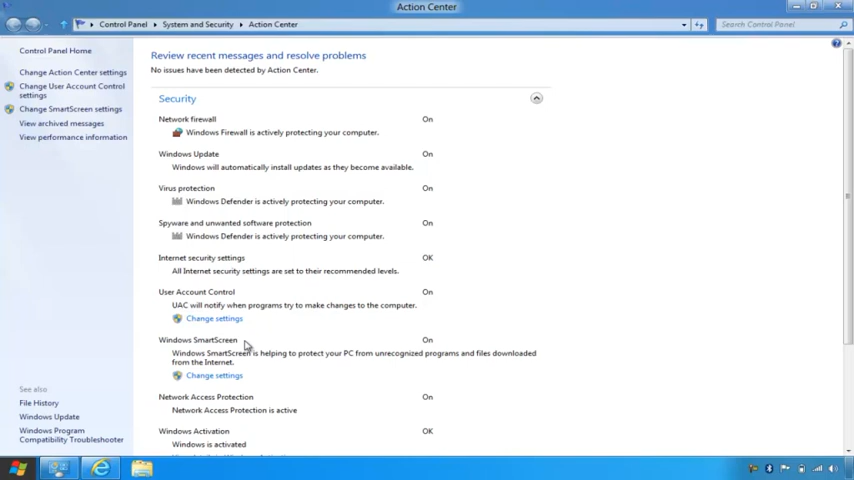 Action Center
Control Panel System and Security Action Center Search Control Panel
Control Panel Home
Change Action Center settings
Change User Account Control
settings
Change SmartScreen settings
View archived messages
View performance information
See also
File History
Windows Update
Windows Program
Compatibility Troubleshooter
Review recent messages and resolve problems
No issues have been detected by Action Center.
Security
Network firewall On
Windows Firewall is actively protecting your computer.
Windows Update On
Windows will automatically install updates as they become available.
Virus protection On
Windows Defender is actively protecting your computer.
Spyware and unwanted software protection On
Windows Defender is actively protecting your computer.
Internet security settings OK
All Internet security settings are set to their recommended levels.
User Account Control On
UAC will notify when programs try to make changes to the computer.
Change settings
Windows SmartScreen On
Windows SmartScreen is helping to protect your PC from unrecognized programs and files downloaded
from the Internet.
Change settings
Network Access Protection On
Network Access Protection is active
Windows Activation OK
Windows is activated